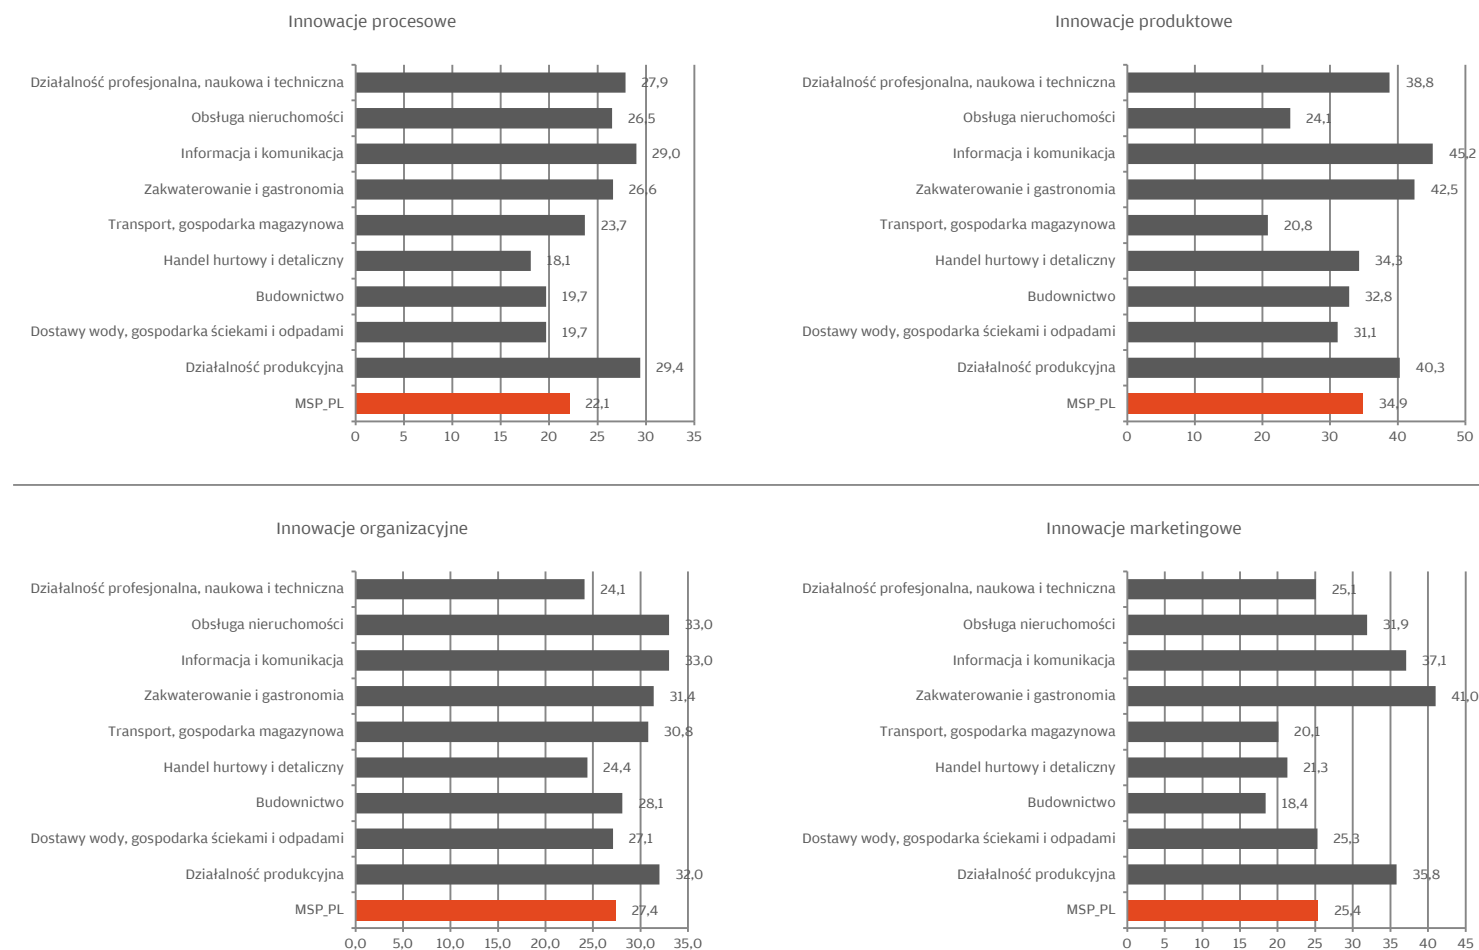 Innowacje procesowe
Działalność profesjonalna, naukowa i techniczna 27,9
Obsługa nieruchomości 26,5
Informacja i komunikacja 29,0
Zakwaterowanie i gastronomia 26,6
Transport, gospodarka magazynowa 23,7
Handel hurtowy i detaliczny 18,1
Budownictwo 19,7
Dostawy wody, gospodarka ściekami i odpadami 19,7
Działalność produkcyjna 29,4
MSP_PL 22,1
0 5 10 15 20 25 30 35
Innowacje produktowe
Działalność profesjonalna, naukowa i techniczna 38,8
Obsługa nieruchomości 24,1
Informacja i komunikacja 45,2
Zakwaterowanie i gastronomia 42,5
Transport, gospodarka magazynowa 20,8
Handel hurtowy i detaliczny 34,3
Budownictwo 32,8
Dostawy wody, gospodarka ściekami i odpadami 31,1
Działalność produkcyjna 40,3
MSP_PL 34,9
0 10 20 30 40 50
Innowacje organizacyjne
Działalność profesjonalna, naukowa i techniczna 24,1
Obsługa nieruchomości 33,0
Informacja i komunikacja 33,0
Zakwaterowanie i gastronomia 31,4
Transport, gospodarka magazynowa 30,8
Handel hurtowy i detaliczny 24,4
Budownictwo 28,1
Dostawy wody, gospodarka ściekami i odpadami 27,1
Działalność produkcyjna 32,0
MSP_PL 27,4
0,0 5,0 10,0 15,0 20,0 25,0 30,0 35,0
Innowacje marketingowe
Działalność profesjonalna, naukowa i techniczna 25,1
Obsługa nieruchomości 31,9
Informacja i komunikacja 37,1
Zakwaterowanie i gastronomia 41,0
Transport, gospodarka magazynowa 20,1
Handel hurtowy i detaliczny 21,3
Budownictwo 18,4
Dostawy wody, gospodarka ściekami i odpadami 25,3
Działalność produkcyjna 35,8
MSP_PL 25,4
0 5 10 15 20 25 30 35 40 45